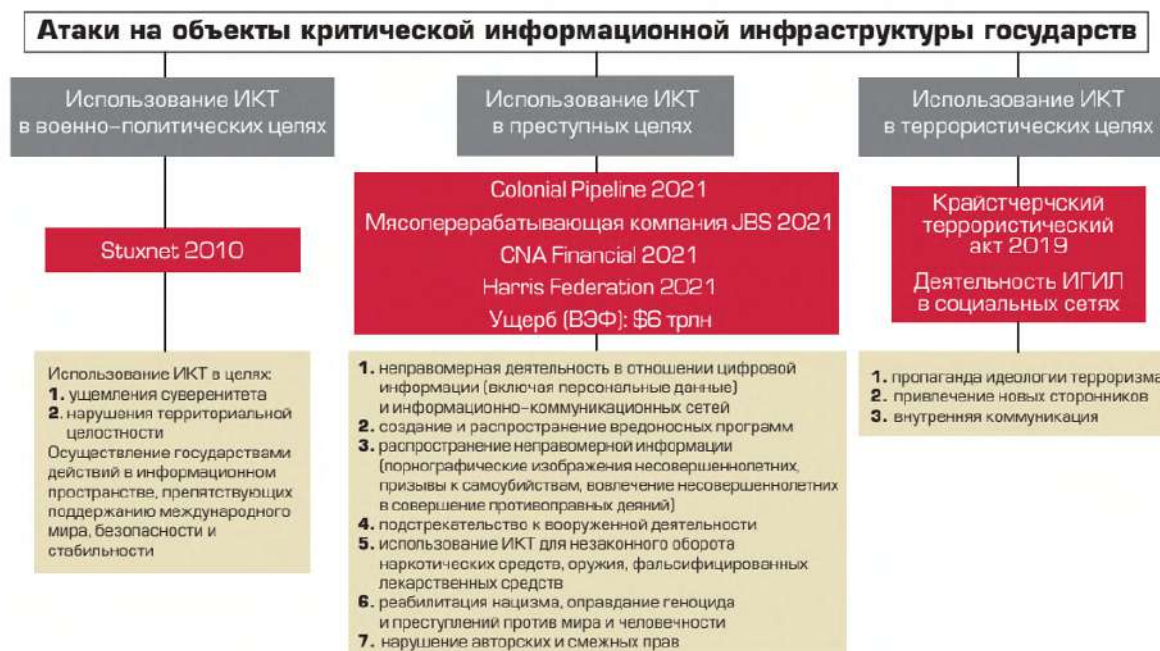 Атаки на объекты критической информационной инфраструктуры государств
Использование ИКТ
в военно-политических целях
Stuxnet 2010
Использование ИКТ в целях:
1. ущемления суверенитета
2. нарушения территориальной
целостности
Осуществление государствами
действий в информационном
пространстве, препятствующих
поддержанию международного
мира, безопасности и
стабильности
Использование ИКТ
в преступных целях
Colonial Pipeline 2021
Мясоперерабатывающая компания JBS 2021
CNA Financial 2021
Harris Federation 2021
Ущерб (ВЭФ): $6 трлн
1. неправомерная деятельность в отношении цифровой
информации (включая персональные данные)
и информационно-коммуникационных сетей
2. создание и распространение вредоносных программ
3. распространение неправомерной информации
(порнографические изображения несовершеннолетних,
призывы к самоубийствам, вовлечение несовершеннолетних
в совершение противоправных деяний)
4. подстрекательство к вооруженной деятельности
5. использование ИКТ для незаконного оборота
наркотических средств, оружия, фальсифицированных
лекарственных средств
6. реабилитация нацизма, оправдание геноцида
и преступлений против мира и человечности
7. нарушение авторских и смежных прав
Использование ИКТ
в террористических целях
Крайстчерчский
террористический
акт 2019
Деятельность ИГИЛ
в социальных сетях
1. пропаганда идеологии терроризма
2. привлечение новых сторонников
3. внутренняя коммуникация